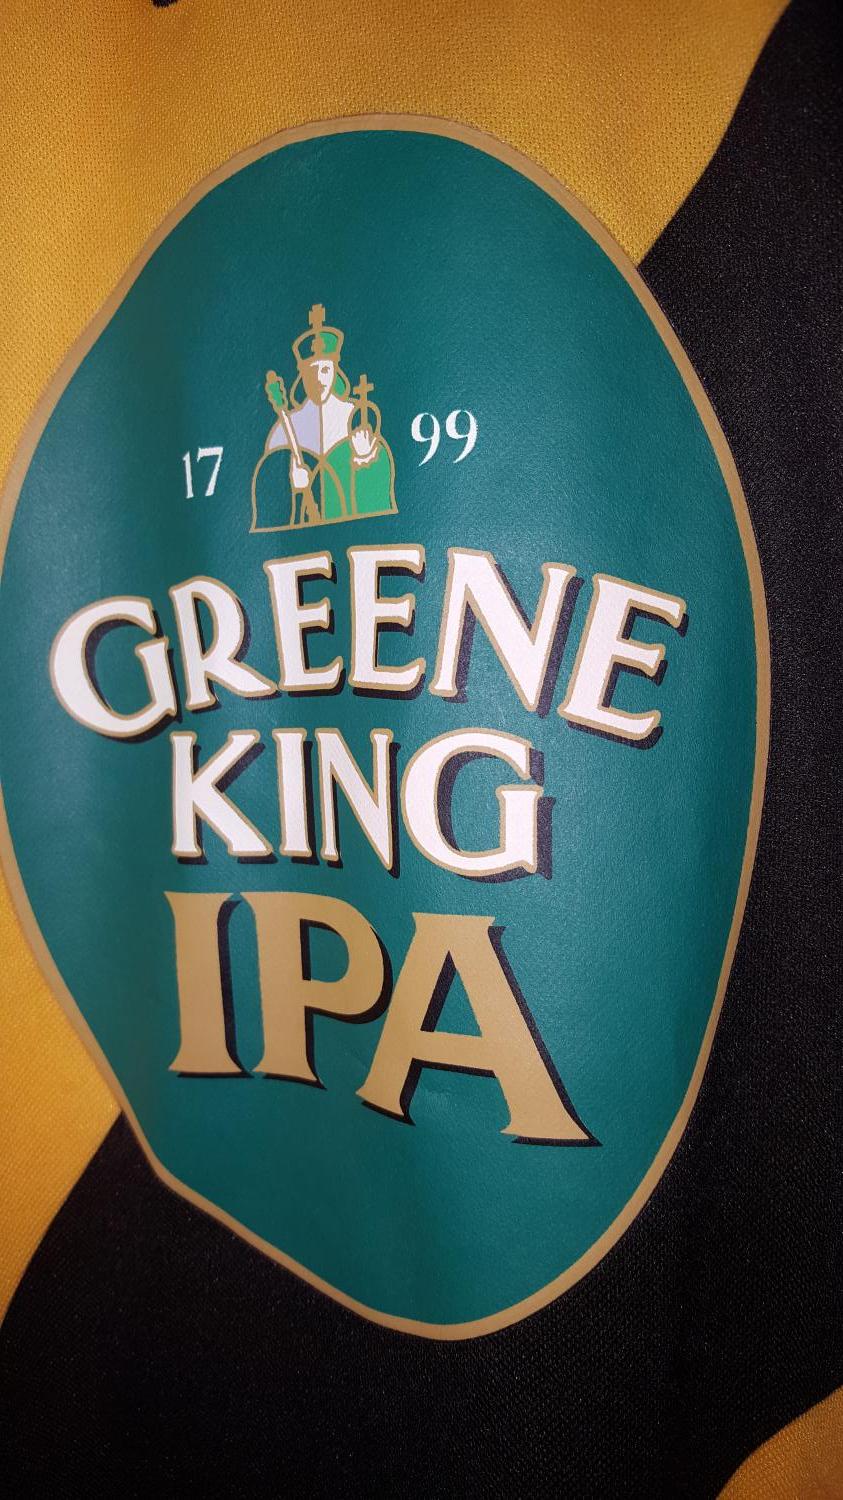 17 99
GREENE
KING
IPA